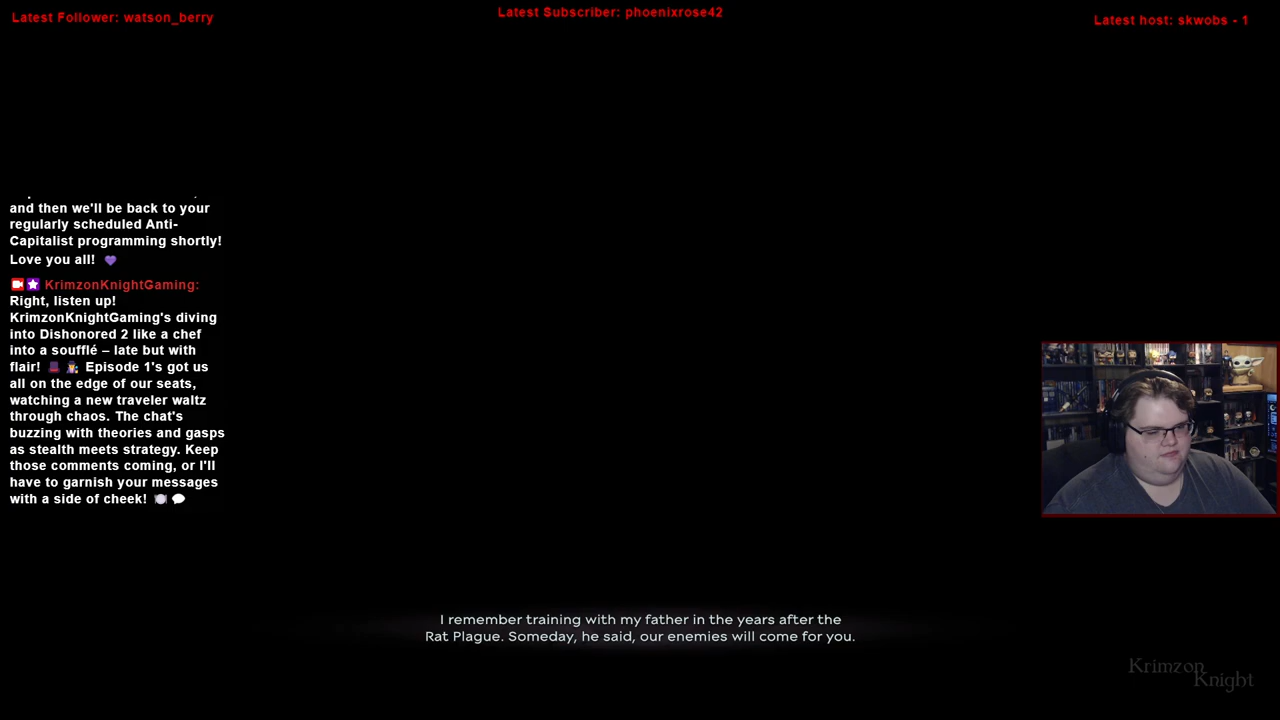 Latest Follower: watson_berry
Latest Subscriber: phoenixrose42
Latest host: skwobs - 1
and then we'll be back to your
regularly scheduled Anti-
Capitalist programming shortly!
Love you all! 💜
KrimzonKnightGaming:
Right, listen up!
KrimzonKnightGaming's diving
into Dishonored 2 like a chef
into a soufflé – late but with
flair!
Episode 1's got us
all on the edge of our seats,
watching a new traveler waltz
through chaos. The chat's
buzzing with theories and gasps
as stealth meets strategy. Keep
those comments coming, or I'll
have to garnish your messages
with a side of cheek! 🍽️ 💬
I remember training with my father in the years after the
Rat Plague. Someday, he said, our enemies will come for you.
Krimzon
Knight